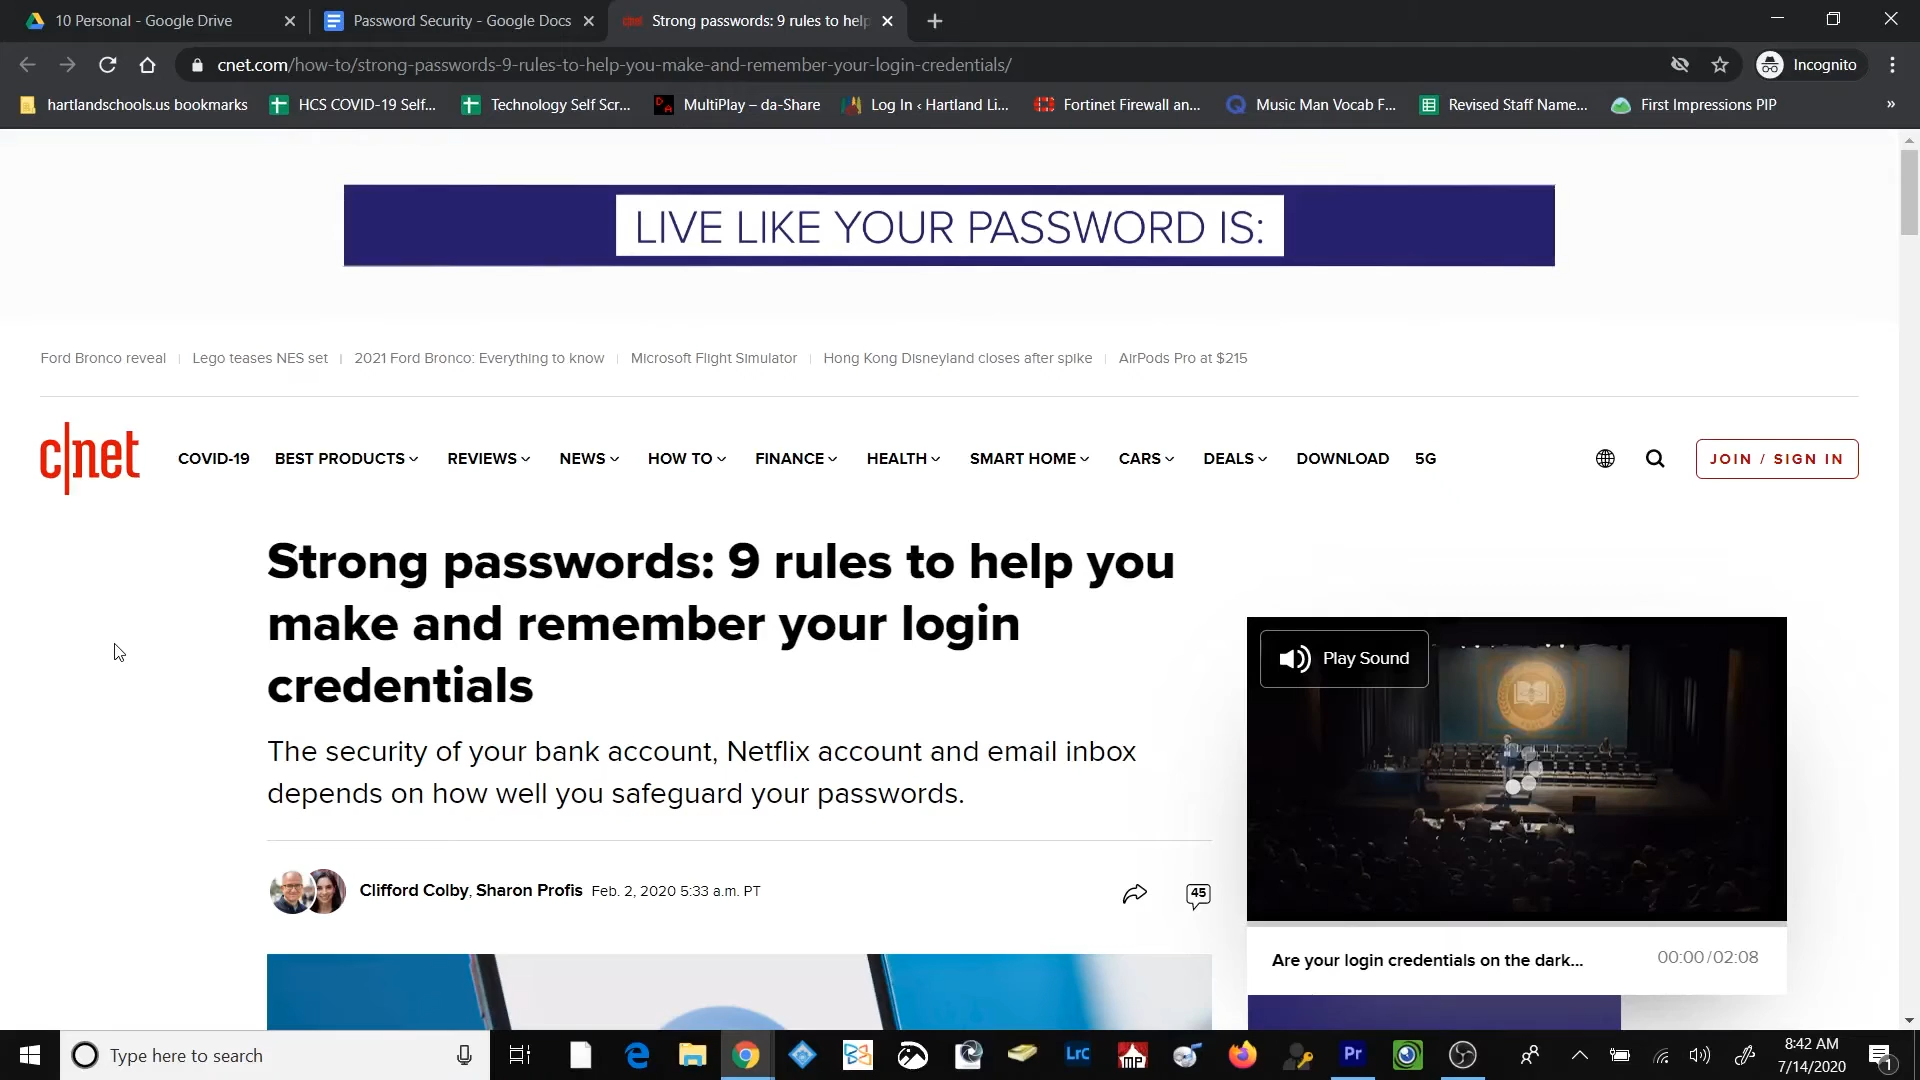 10 Personal - Google Drive
Password Security - Google Docs
cnet Strong passwords: 9 rules to help
cnet.com/how-to/strong-passwords-9-rules-to-help-you-make-and-remember-your-login-credentials/
Incognito
hartlandschools.us bookmarks
HCS COVID-19 Self...
Technology Self Scr...
MultiPlay – da-Share
Log In ‹ Hartland Li...
Fortinet Firewall an...
Music Man Vocab F...
Revised Staff Name...
First Impressions PIP
»
LIVE LIKE YOUR PASSWORD IS:
Ford Bronco reveal | Lego teases NES set | 2021 Ford Bronco: Everything to know | Microsoft Flight Simulator | Hong Kong Disneyland closes after spike | AirPods Pro at $215
c|net
COVID-19 BEST PRODUCTS REVIEWS NEWS HOW TO FINANCE HEALTH SMART HOME CARS DEALS DOWNLOAD 5G
JOIN / SIGN IN
Strong passwords: 9 rules to help you
make and remember your login
credentials
The security of your bank account, Netflix account and email inbox
depends on how well you safeguard your passwords.
Clifford Colby, Sharon Profis Feb. 2, 2020 5:33 a.m. PT
45
Play Sound
Are your login credentials on the dark...
00:00/02:08
Type here to search
LrC
MP
Pr
8:42 AM
7/14/2020
1